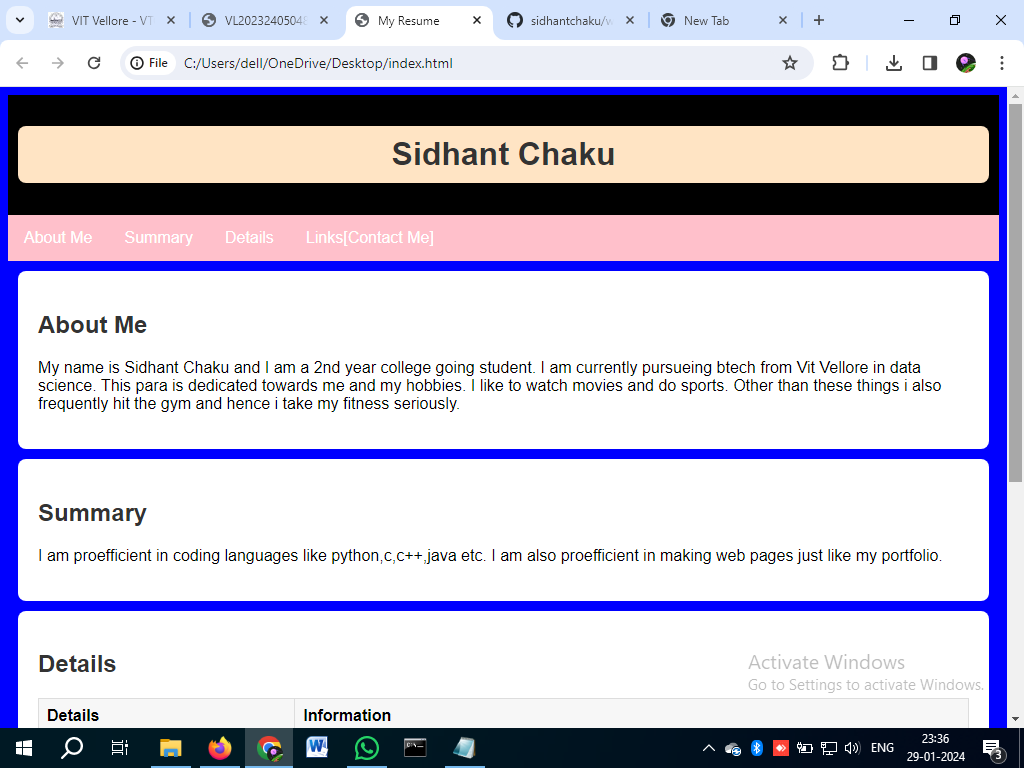 VIT Vellore - VT
VL20232405048
My Resume
sidhantchaku/w
New Tab
File
C:/Users/dell/OneDrive/Desktop/index.html
Sidhant Chaku
About Me
Summary
Details
Links[Contact Me]
About Me
My name is Sidhant Chaku and I am a 2nd year college going student. I am currently pursueing btech from Vit Vellore in data
science. This para is dedicated towards me and my hobbies. I like to watch movies and do sports. Other than these things i also
frequently hit the gym and hence i take my fitness seriously.
Summary
I am proefficient in coding languages like python,c,c++,java etc. I am also proefficient in making web pages just like my portfolio.
Details
Activate Windows
Go to Settings to activate Windows.
Details
Information
ENG
23:36
29-01-2024
3